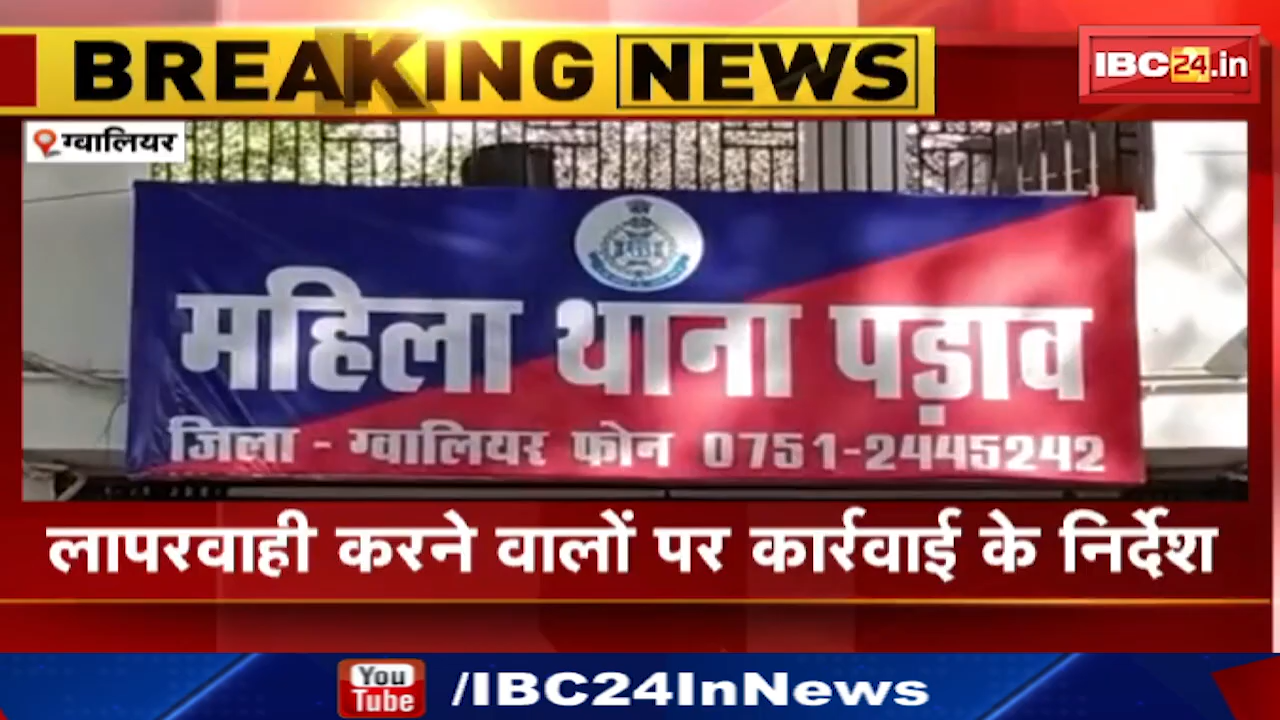 BREAKING NEWS
IBC24.in
ग्वालियर
महिला थाना पड़ाव
जिला - ग्वालियर फोन 0751-2445242
लापरवाही करने वालों पर कार्रवाई के निर्देश
You Tube /IBC24InNews